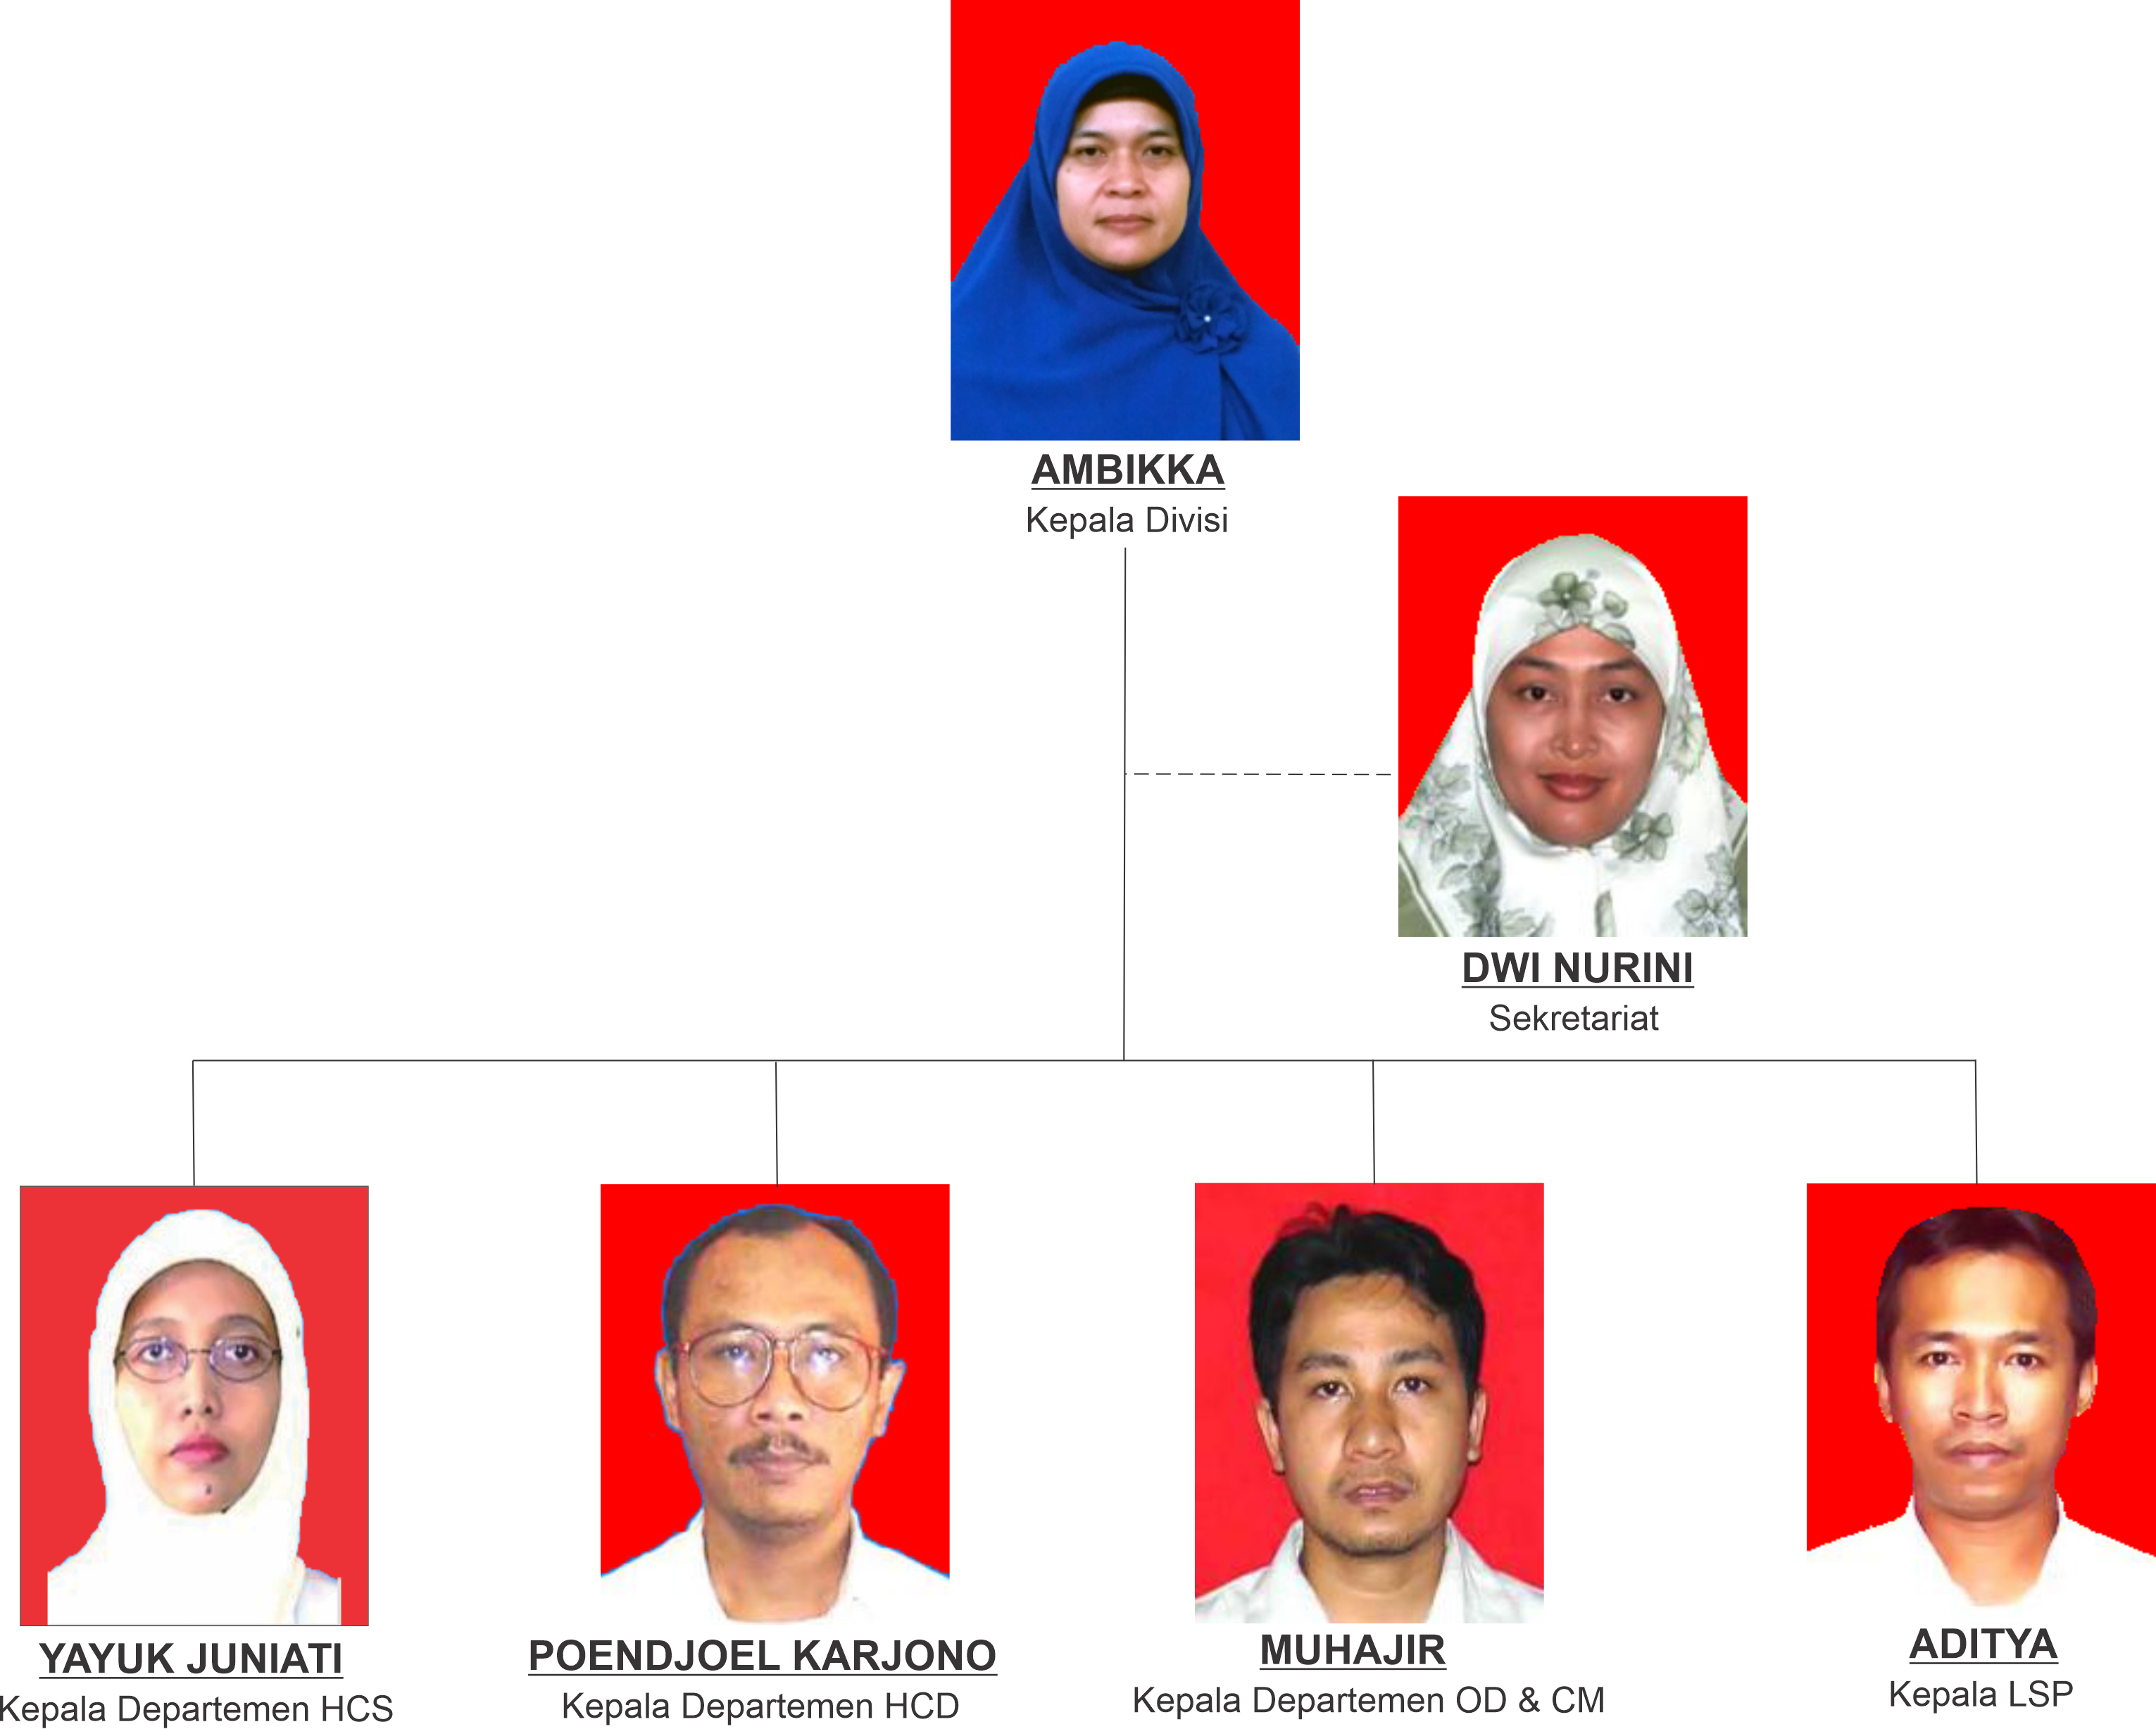 AMBIKKA
Kepala Divisi
DWI NURINI
Sekretariat
YAYUK JUNIATI
Kepala Departemen HCS
POENDJOEL KARJONO
Kepala Departemen HCD
MUHAJIR
Kepala Departemen OD & CM
ADITYA
Kepala LSP